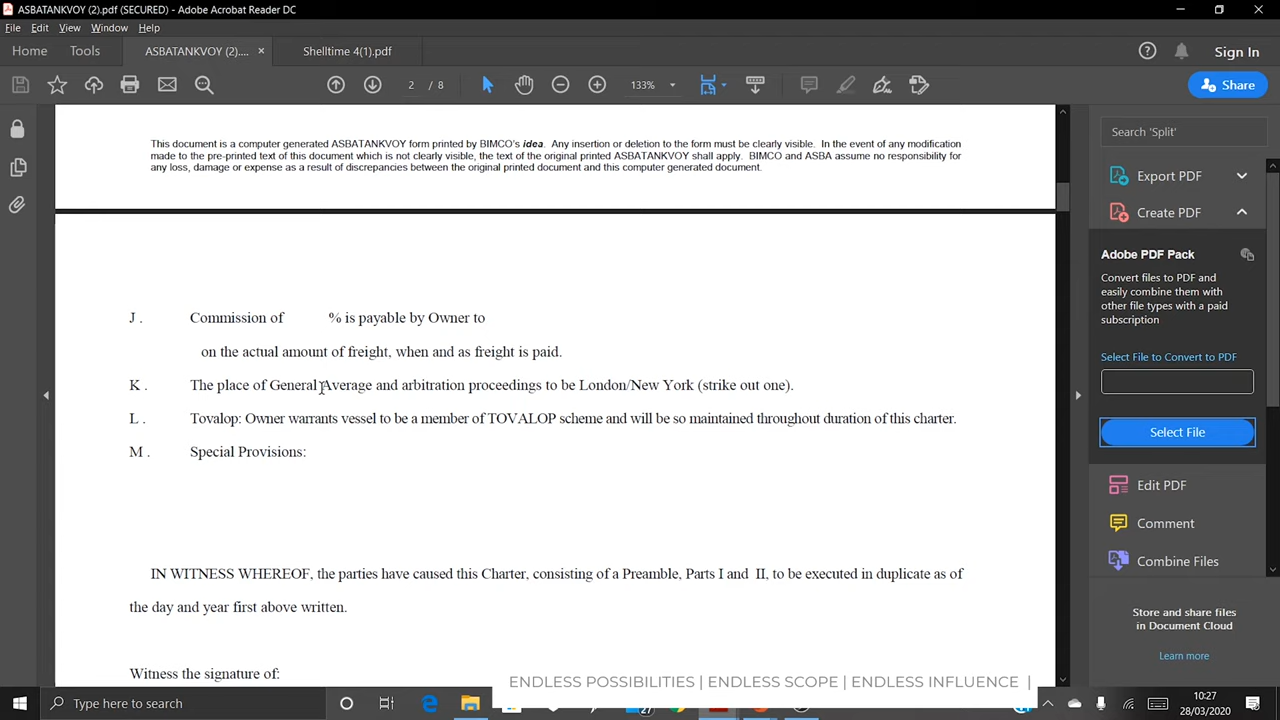 ASBATANKVOY (2).pdf (SECURED) - Adobe Acrobat Reader DC
File Edit View Window Help
Home Tools ASBATANKVOY (2).... × Shelltime 4(1).pdf Sign In
2 / 8 133% Share
This document is a computer generated ASBATANKVOY form printed by BIMCO's idea. Any insertion or deletion to the form must be clearly visible. In the event of any modification
made to the pre-printed text of this document which is not clearly visible, the text of the original printed ASBATANKVOY shall apply. BIMCO and ASBA assume no responsibility for
any loss, damage or expense as a result of discrepancies between the original printed document and this computer generated document.
J . Commission of % is payable by Owner to
on the actual amount of freight, when and as freight is paid.
K . The place of General Average and arbitration proceedings to be London/New York (strike out one).
L . Tovalop: Owner warrants vessel to be a member of TOVALOP scheme and will be so maintained throughout duration of this charter.
M . Special Provisions:
IN WITNESS WHEREOF, the parties have caused this Charter, consisting of a Preamble, Parts I and II, to be executed in duplicate as of
the day and year first above written.
Witness the signature of:
Search 'Split'
Export PDF
Create PDF
Adobe PDF Pack
Convert files to PDF and
easily combine them with
other file types with a paid
subscription
Select File to Convert to PDF
Select File
Edit PDF
Comment
Combine Files
Store and share files
in Document Cloud
Learn more
ENDLESS POSSIBILITIES | ENDLESS SCOPE | ENDLESS INFLUENCE |
Type here to search
27
10:27
28/03/2020